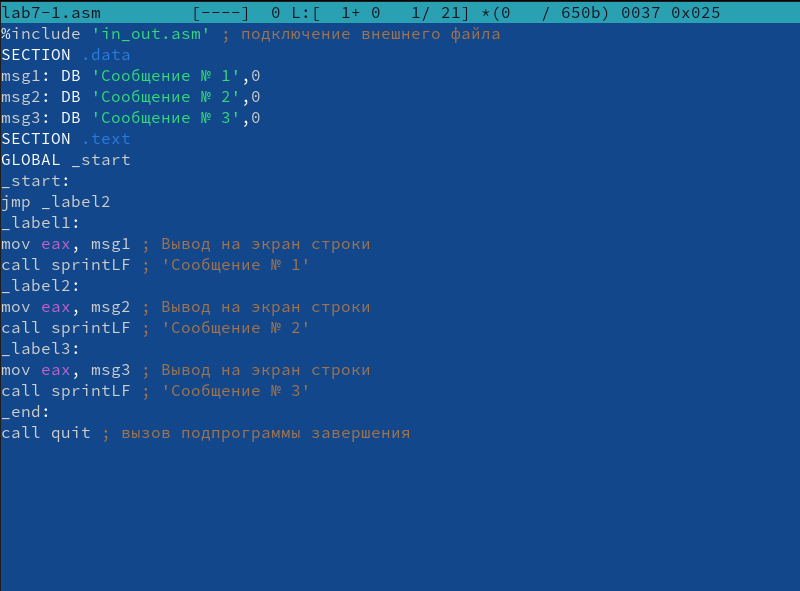 lab7-1.asm [----] 0 L:[ 1+ 0 1/ 21] *(0 / 650b) 0037 0x025
%include 'in_out.asm' ; подключение внешнего файла
SECTION .data
msg1: DB 'Сообщение № 1',0
msg2: DB 'Сообщение № 2',0
msg3: DB 'Сообщение № 3',0
SECTION .text
GLOBAL _start
_start:
jmp _label2
_label1:
mov eax, msg1 ; Вывод на экран строки
call sprintLF ; 'Сообщение № 1'
_label2:
mov eax, msg2 ; Вывод на экран строки
call sprintLF ; 'Сообщение № 2'
_label3:
mov eax, msg3 ; Вывод на экран строки
call sprintLF ; 'Сообщение № 3'
_end:
call quit ; вызов подпрограммы завершения